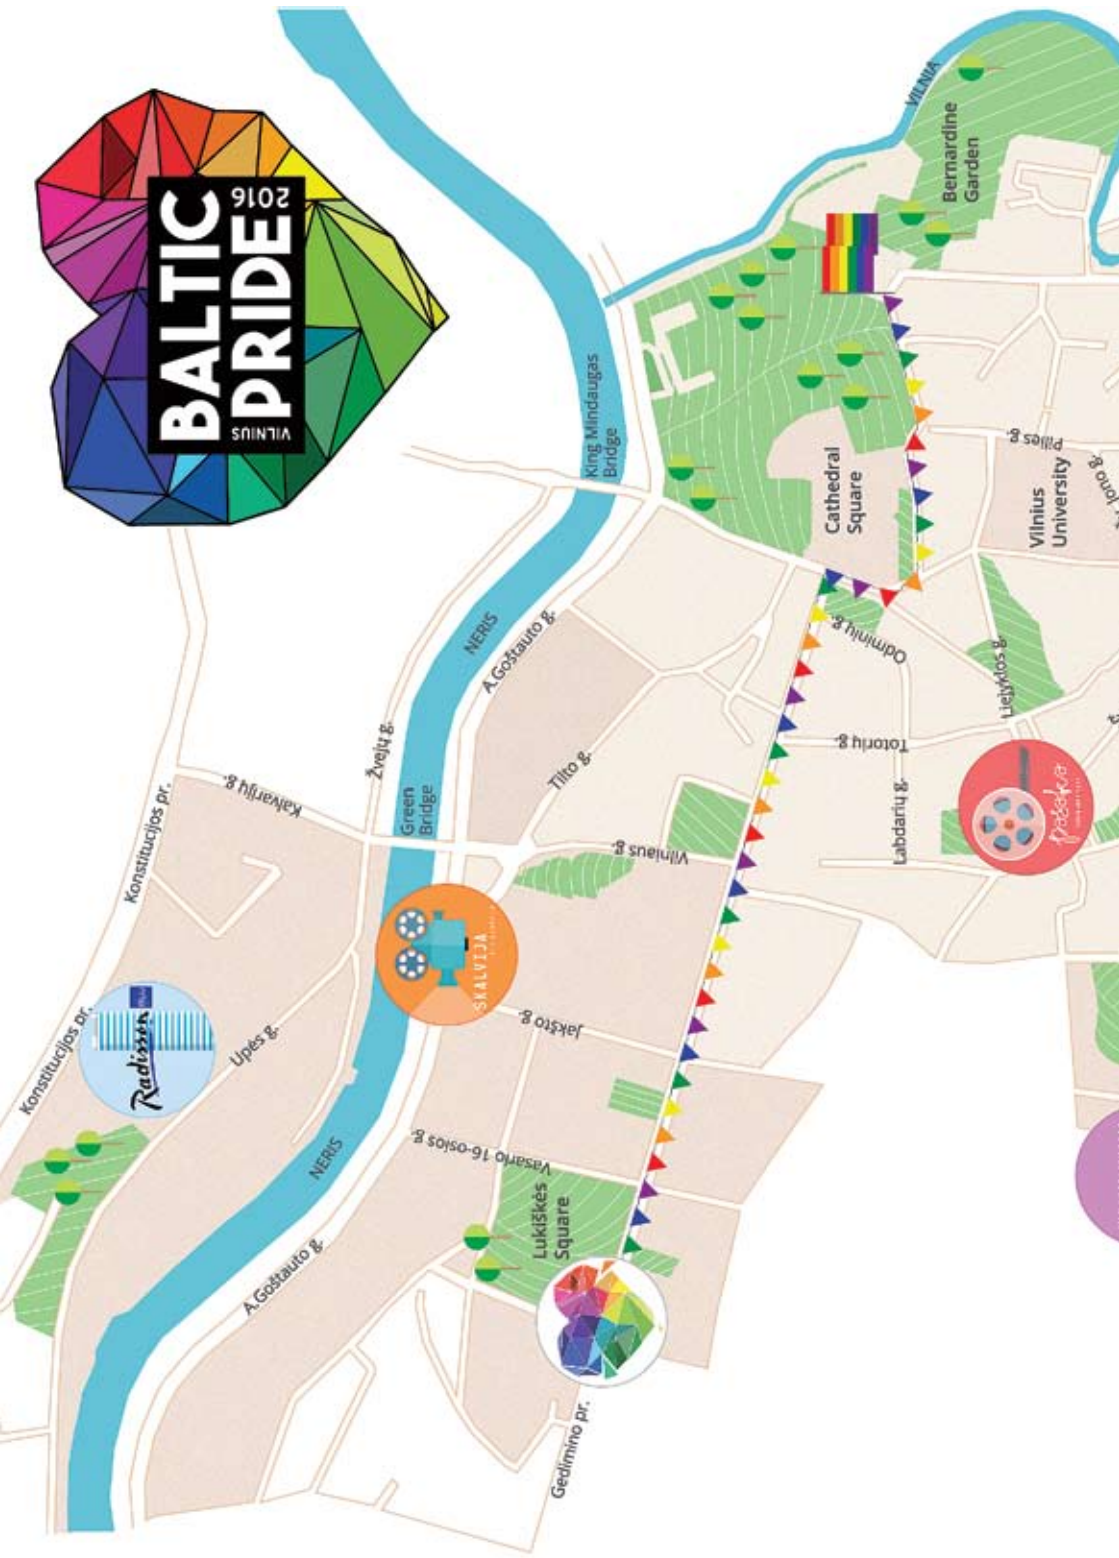 BALTIC
VILNIUS PRIDE 2016
Konstitucijos pr.
Konstitucijos pr.
Radisson
Upės g.
Kalvarijų g.
Žvejų g.
NERIS
Green
Bridge
NERIS
King Mindaugas
Bridge
A.Goštauto g.
A.Goštauto g.
SKALVIJA
Tilto g.
Vilniaus g.
Jakšto g.
Vasario 16-osios g.
Lukiškės
Square
Gedimino pr.
Cathedral
Square
VILNIA
Bernardine
Garden
Odminių g.
Totorių g.
Labdarių g.
Liejyklos g.
Pilies g.
Vilnius
University
Jono g.
pasaka